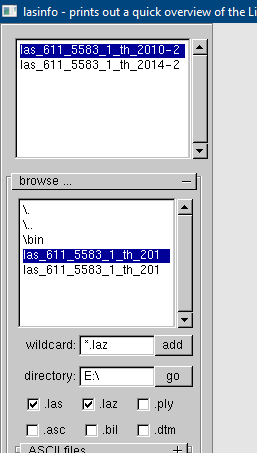 lasinfo - prints out a quick overview of the Li
las_611_5583_1_th_2010-2
las_611_5583_1_th_2014-2
browse ...
\.
\..
\bin
las_611_5583_1_th_201
las_611_5583_1_th_201
wildcard: *.laz add
directory: E:\ go
.las .laz .ply
.asc .bil .dtm
ASCII files